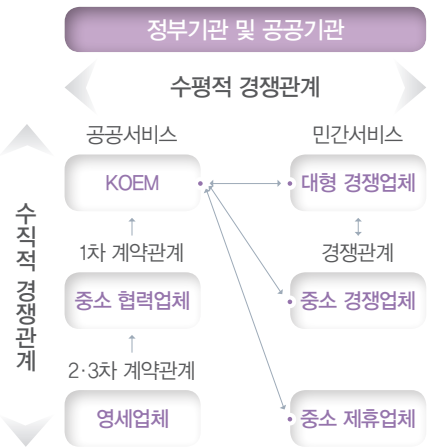 정부기관 및 공공기관
수평적 경쟁관계
공공서비스
민간서비스
KOEM
대형 경쟁업체
1차 계약관계
경쟁관계
중소 협력업체
중소 경쟁업체
2·3차 계약관계
영세업체
중소 제휴업체
수직적 경쟁관계